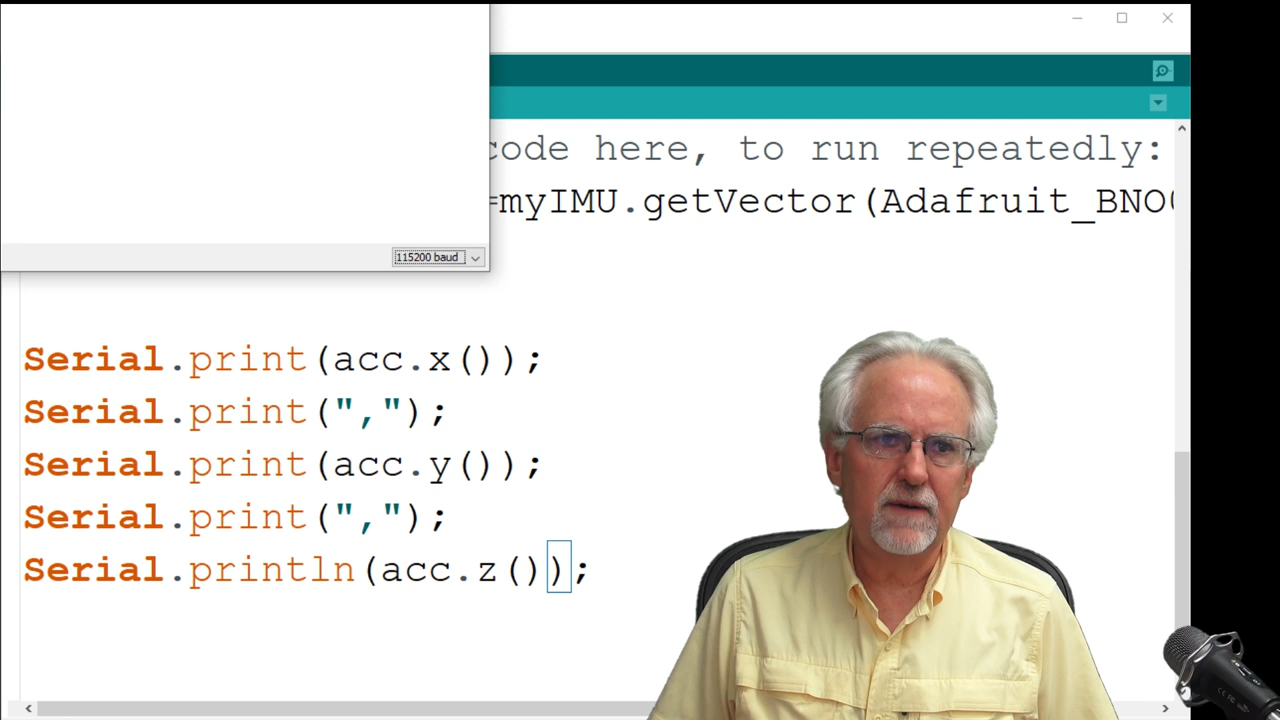 115200 baud
code here, to run repeatedly:
=myIMU.getVector(Adafruit_BNO
Serial.print(acc.x());
Serial.print(",");
Serial.print(acc.y());
Serial.print(",");
Serial.println(acc.z());